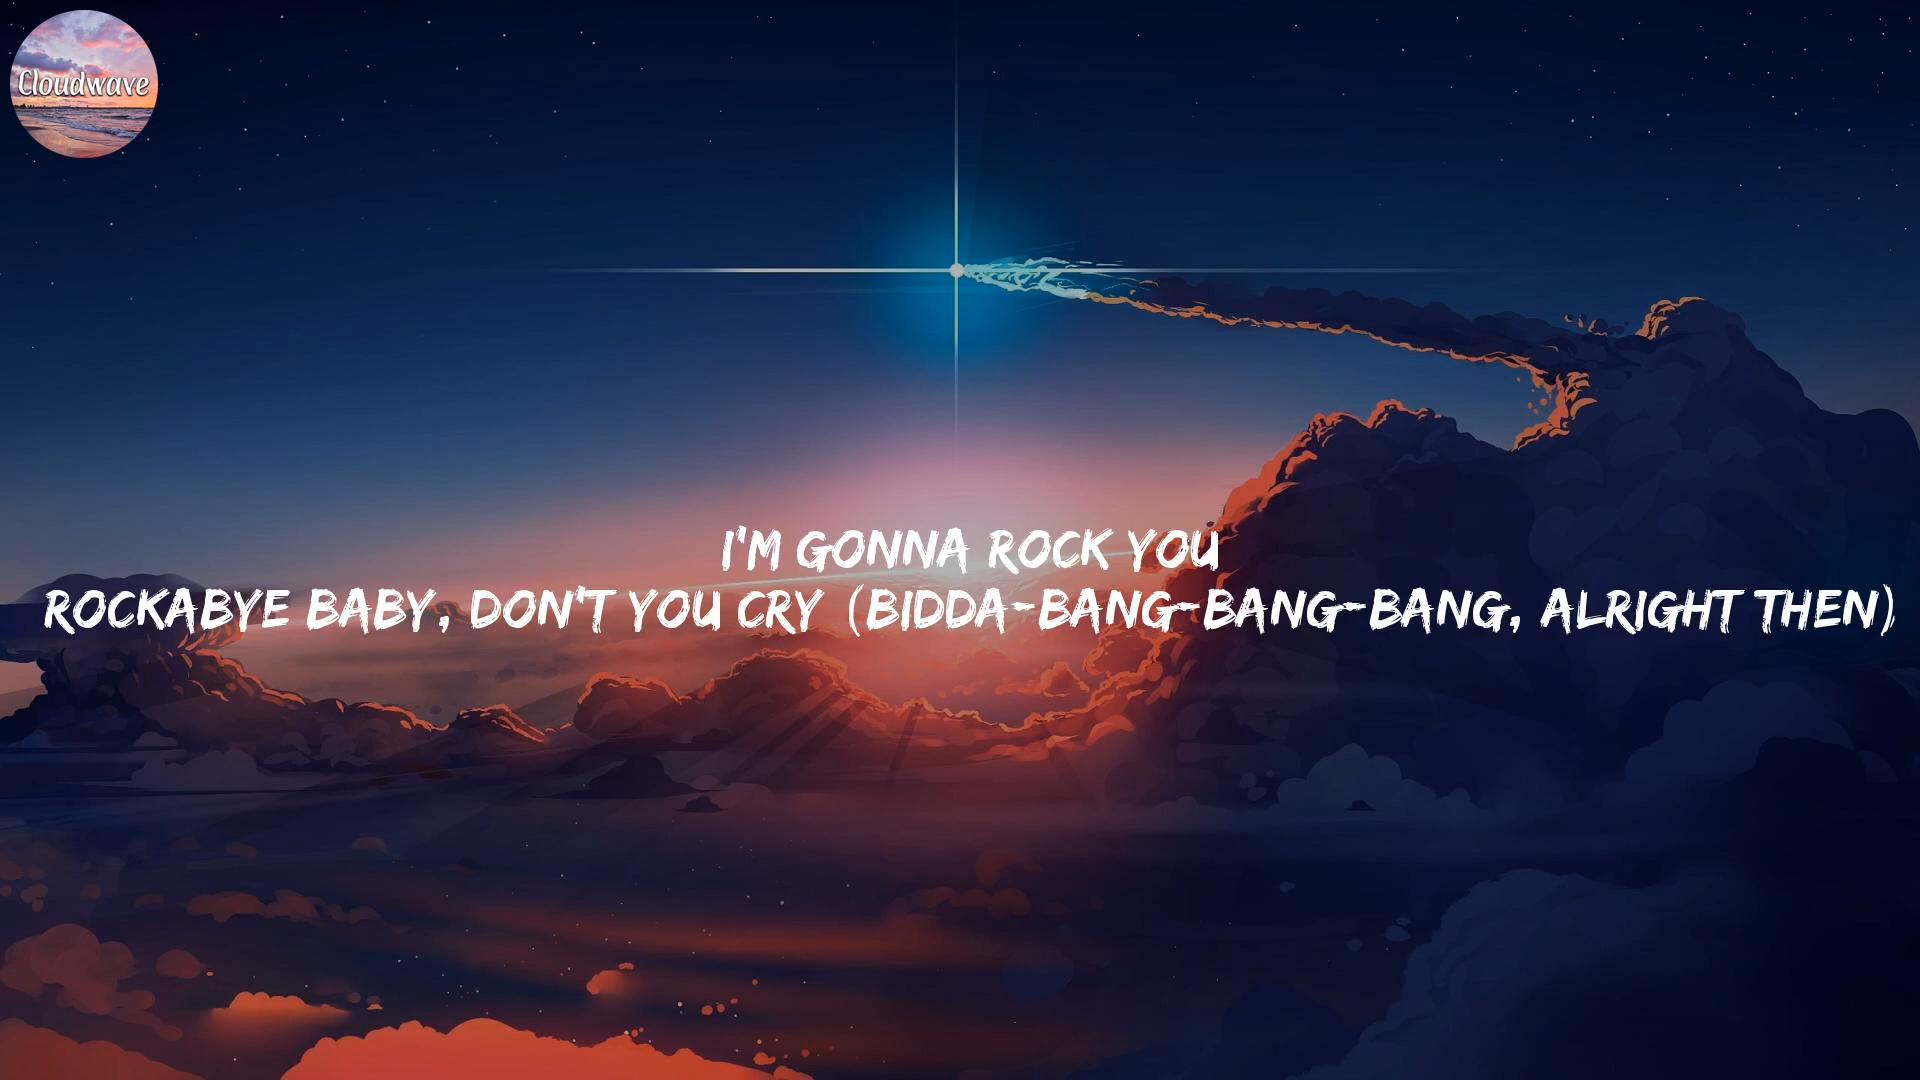 Cloudwave
I'M GONNA ROCK YOU
ROCKABYE BABY, DON'T YOU CRY (BIDDA-BANG-BANG-BANG, ALRIGHT THEN)